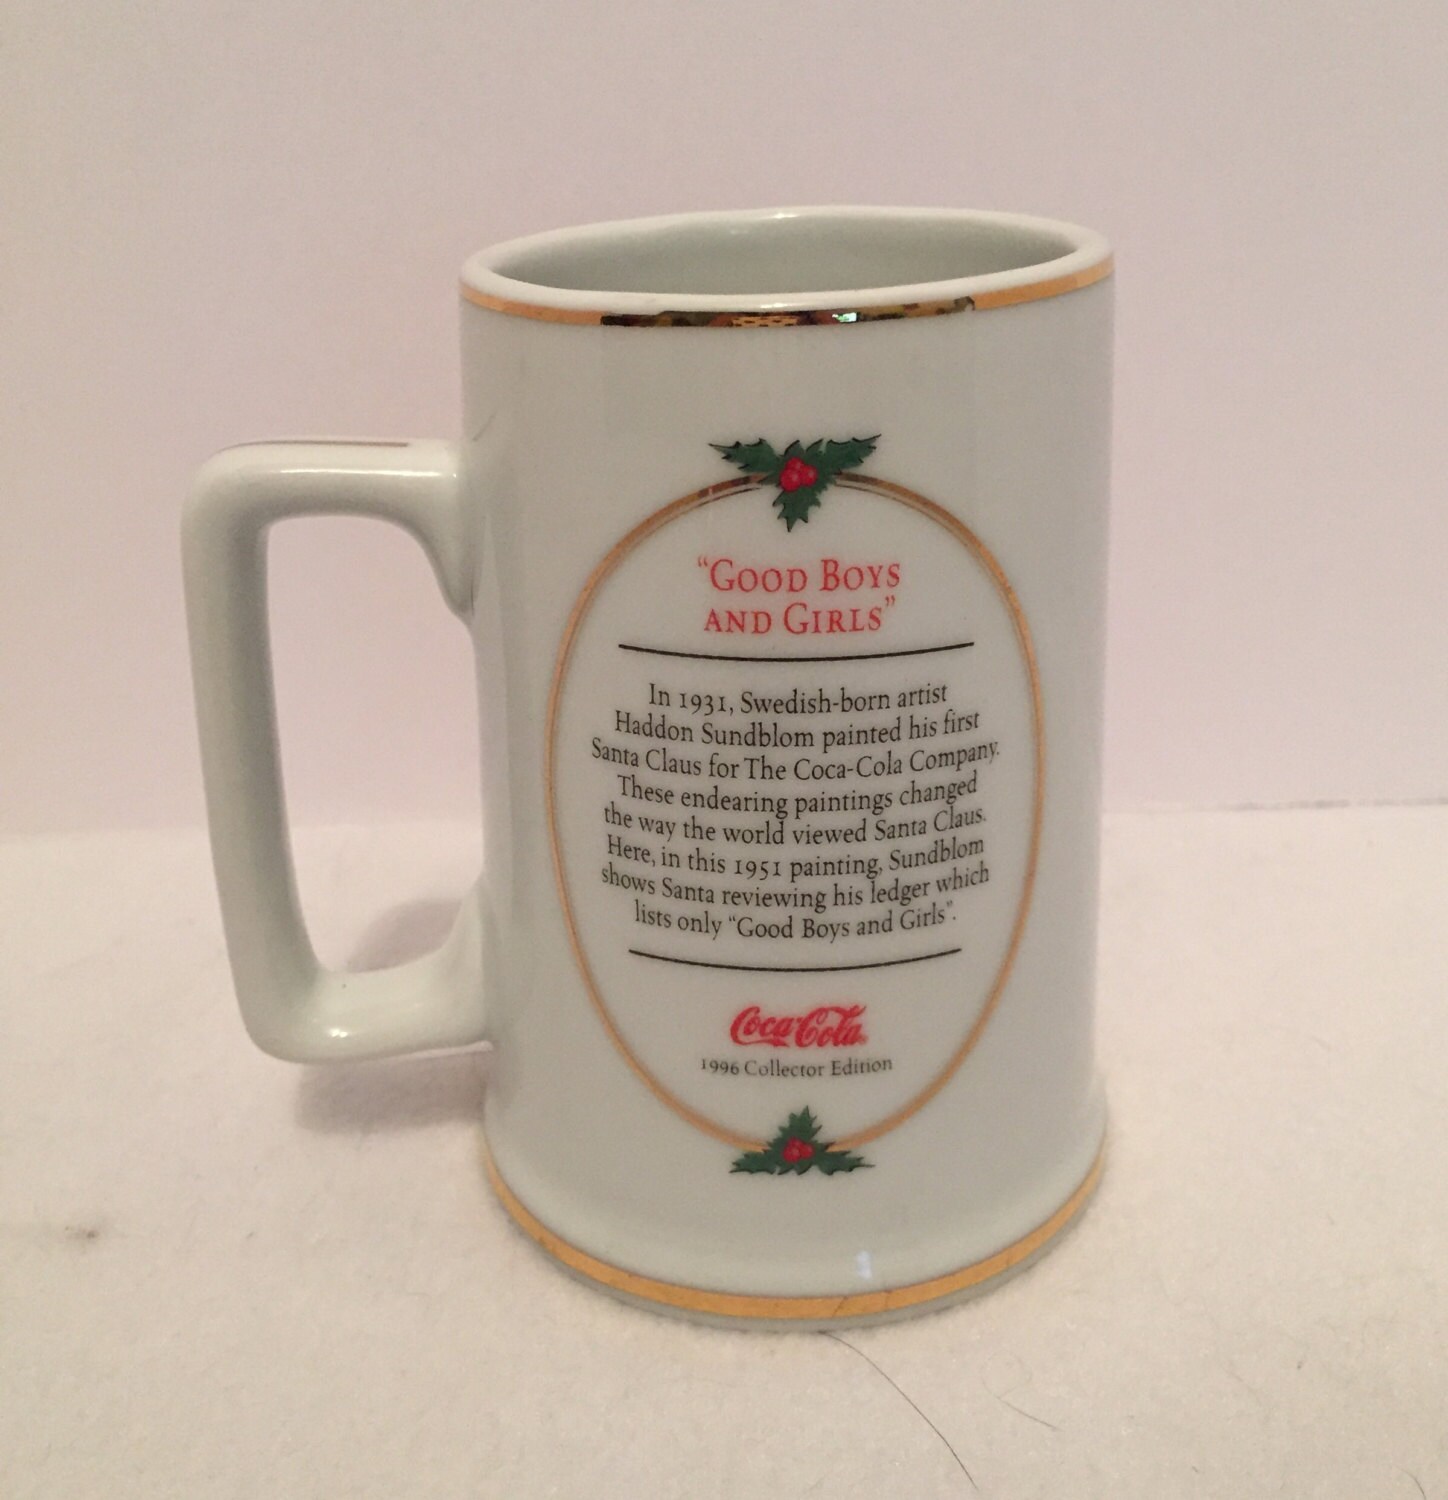 “GOOD BOYS
AND GIRLS”
In 1931, Swedish-born artist
Haddon Sundblom painted his first
Santa Claus for The Coca-Cola Company.
These endearing paintings changed
the way the world viewed Santa Claus.
Here, in this 1951 painting, Sundblom
shows Santa reviewing his ledger which
lists only “Good Boys and Girls”.
Coca-Cola
1996 Collector Edition